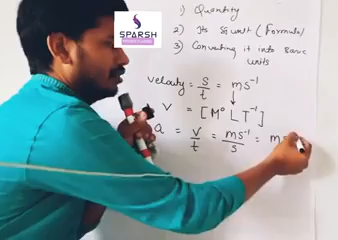 SPARSH
1) Quantity
2) Its SI unit (Formula)
3) Converting it into Basic
units
velocity = s/t = ms⁻¹
V = [M⁰ L T⁻¹]
a = v/t = ms⁻¹/s = m